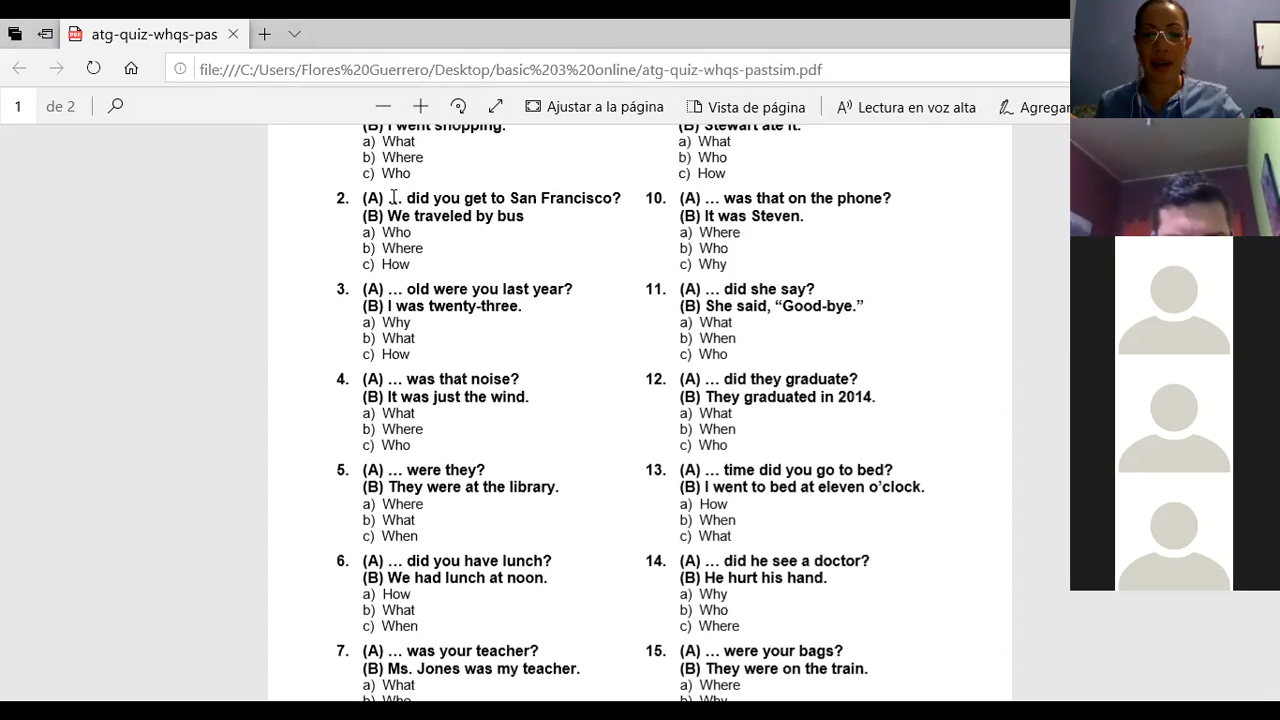 atg-quiz-whqs-pas
file:///C:/Users/Flores%20Guerrero/Desktop/basic%203%20online/atg-quiz-whqs-pastsim.pdf
1 de 2
Ajustar a la página
Vista de página
Lectura en voz alta
Agregar
(B) I went shopping.
a) What
b) Where
c) Who
2. (A) … did you get to San Francisco?
(B) We traveled by bus
a) Who
b) Where
c) How
3. (A) … old were you last year?
(B) I was twenty-three.
a) Why
b) What
c) How
4. (A) … was that noise?
(B) It was just the wind.
a) What
b) Where
c) Who
5. (A) … were they?
(B) They were at the library.
a) Where
b) What
c) When
6. (A) … did you have lunch?
(B) We had lunch at noon.
a) How
b) What
c) When
7. (A) … was your teacher?
(B) Ms. Jones was my teacher.
a) What
b) Who
(B) Stewart ate it.
a) What
b) Who
c) How
10. (A) … was that on the phone?
(B) It was Steven.
a) Where
b) Who
c) Why
11. (A) … did she say?
(B) She said, “Good-bye.”
a) What
b) When
c) Who
12. (A) … did they graduate?
(B) They graduated in 2014.
a) What
b) When
c) Who
13. (A) … time did you go to bed?
(B) I went to bed at eleven o’clock.
a) How
b) When
c) What
14. (A) … did he see a doctor?
(B) He hurt his hand.
a) Why
b) Who
c) Where
15. (A) … were your bags?
(B) They were on the train.
a) Where
b) Why